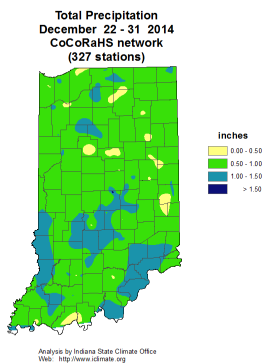 Total Precipitation
December 22 - 31 2014
CoCoRaHS network
(327 stations)
inches
0.00 - 0.50
0.50 - 1.00
1.00 - 1.50
> 1.50
Analysis by Indiana State Climate Office
Web: http://www.iclimate.org